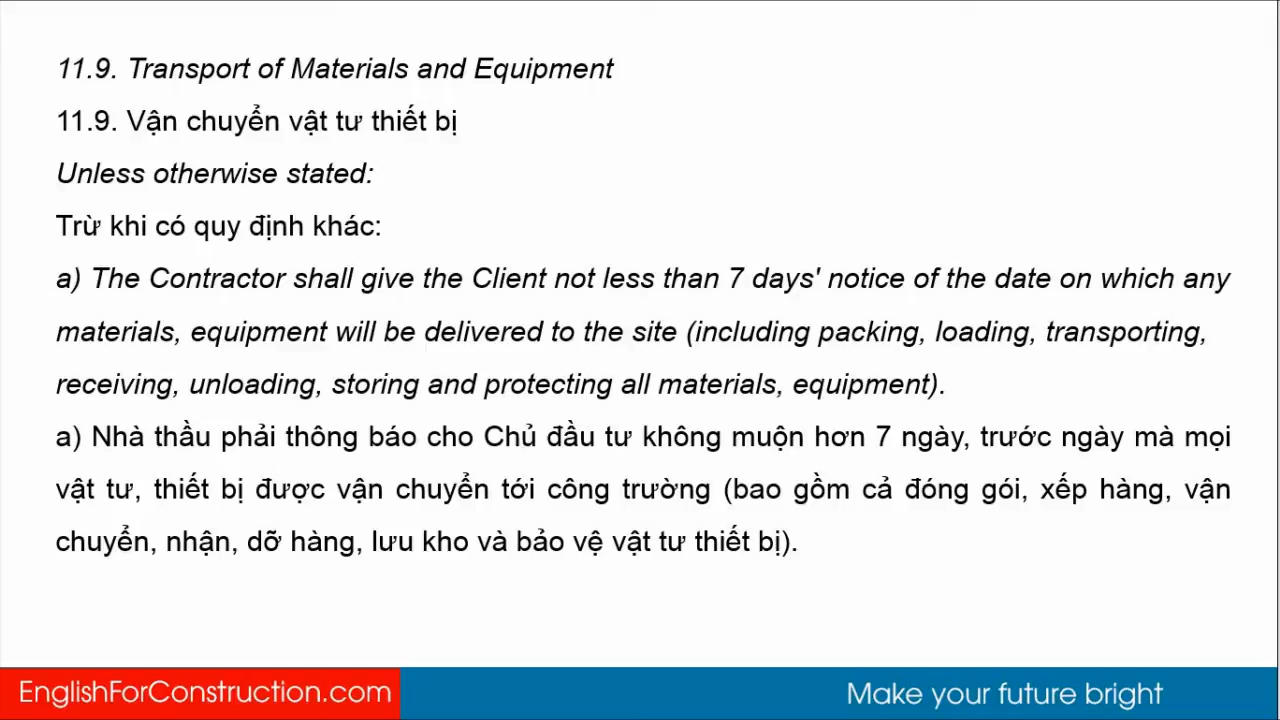 11.9. Transport of Materials and Equipment
11.9. Vận chuyển vật tư thiết bị
Unless otherwise stated:
Trừ khi có quy định khác:
a) The Contractor shall give the Client not less than 7 days' notice of the date on which any
materials, equipment will be delivered to the site (including packing, loading, transporting,
receiving, unloading, storing and protecting all materials, equipment).
a) Nhà thầu phải thông báo cho Chủ đầu tư không muộn hơn 7 ngày, trước ngày mà mọi
vật tư, thiết bị được vận chuyển tới công trường (bao gồm cả đóng gói, xếp hàng, vận
chuyển, nhận, dỡ hàng, lưu kho và bảo vệ vật tư thiết bị).
EnglishForConstruction.com
Make your future bright